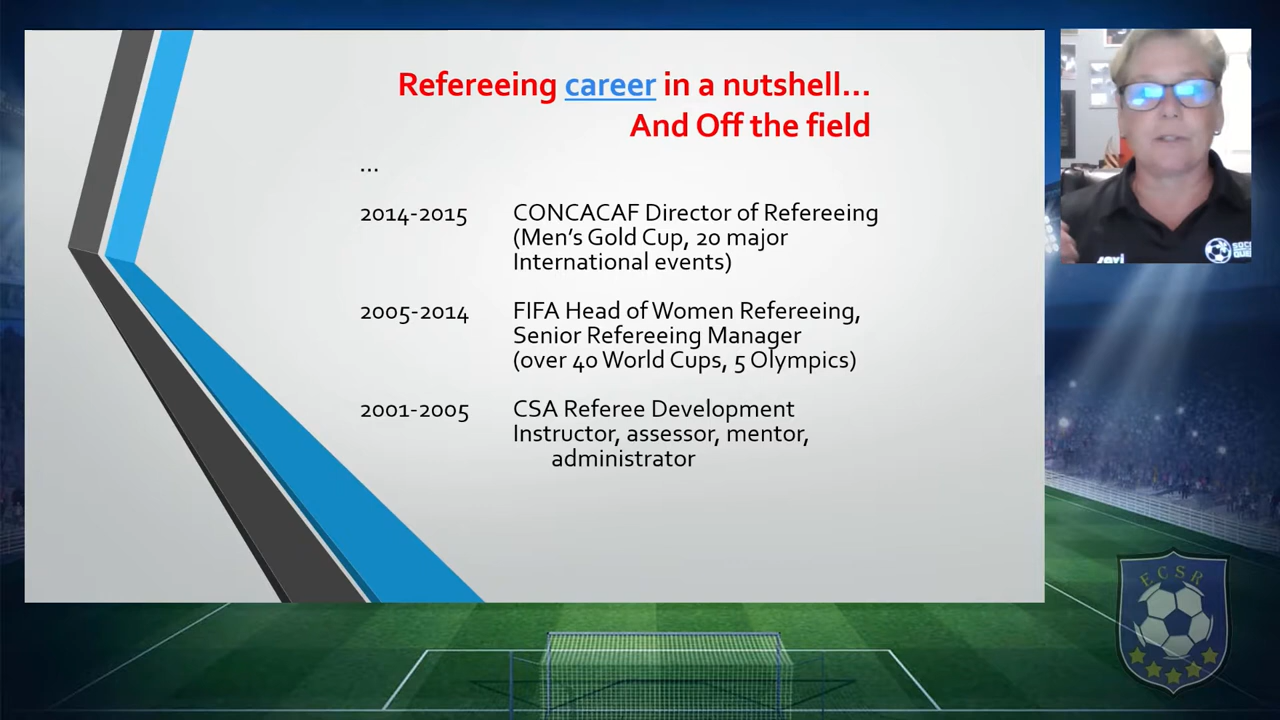 Refereeing career in a nutshell...
And Off the field
...
2014-2015 CONCACAF Director of Refereeing
(Men's Gold Cup, 20 major
International events)
2005-2014 FIFA Head of Women Refereeing,
Senior Refereeing Manager
(over 40 World Cups, 5 Olympics)
2001-2005 CSA Referee Development
Instructor, assessor, mentor,
administrator
ECSR